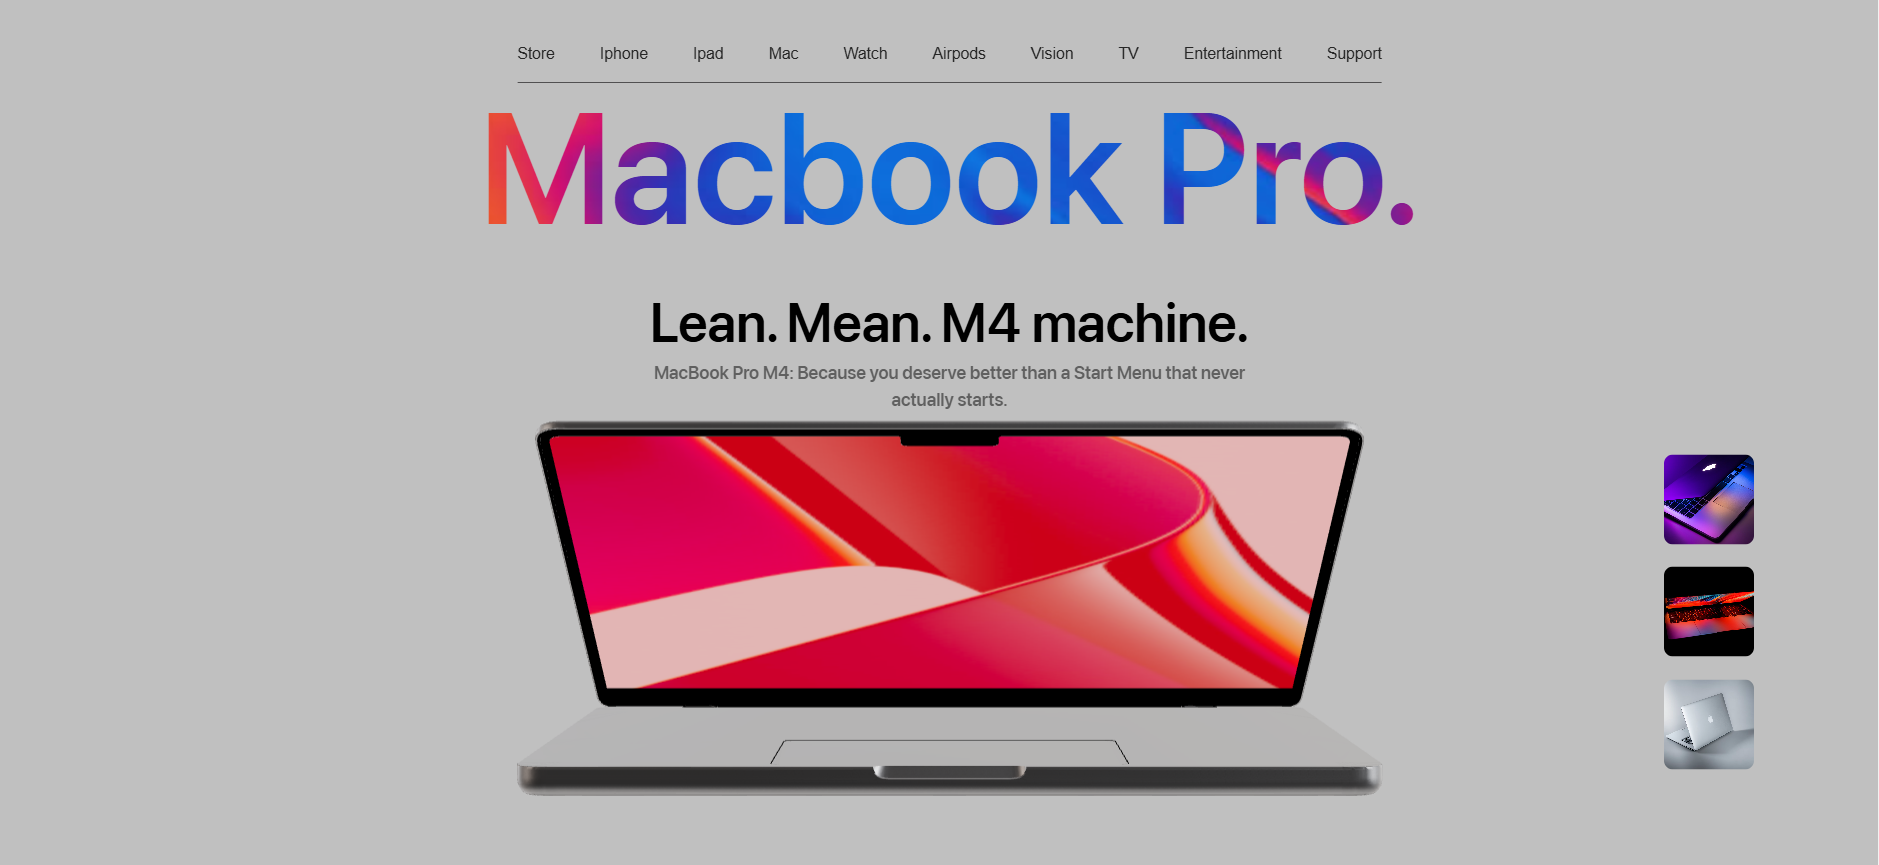 Store Iphone Ipad Mac Watch Airpods Vision TV Entertainment Support
Macbook Pro.
Lean. Mean. M4 machine.
MacBook Pro M4: Because you deserve better than a Start Menu that never
actually starts.